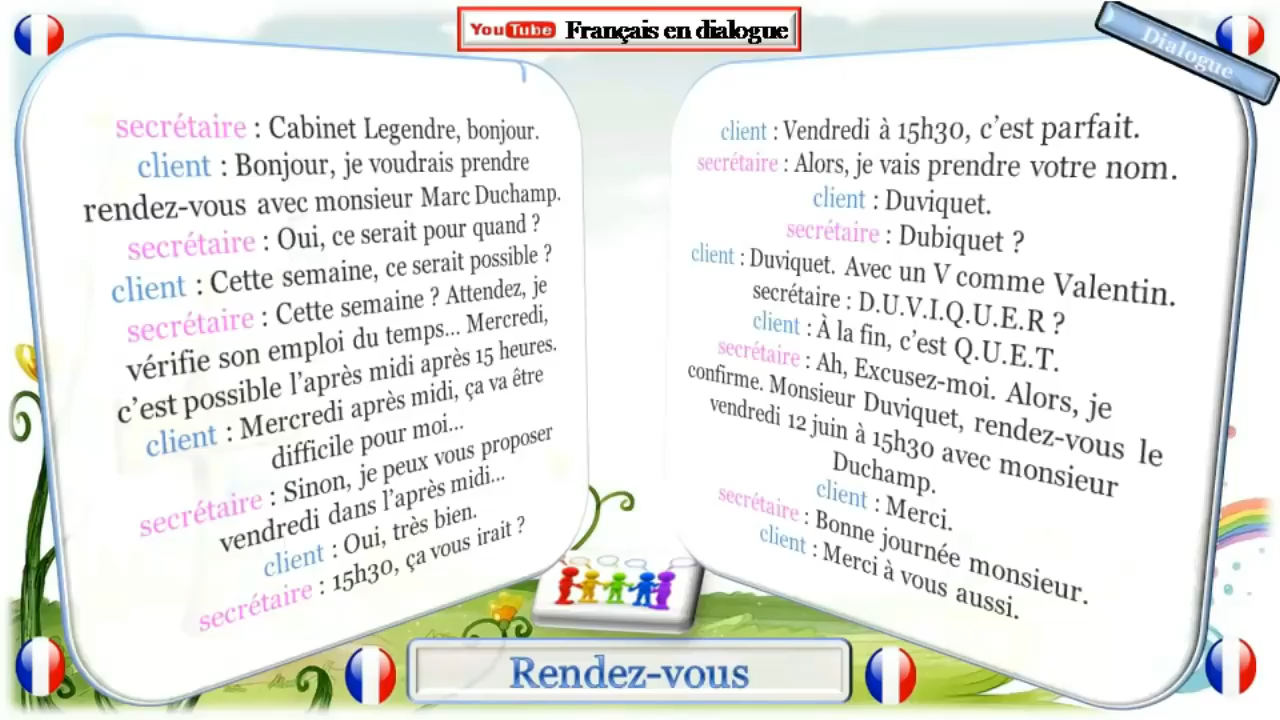 YouTube Français en dialogue
Dialogue
secrétaire : Cabinet Legendre, bonjour.
client : Bonjour, je voudrais prendre
rendez-vous avec monsieur Marc Duchamp.
secrétaire : Oui, ce serait pour quand ?
client : Cette semaine, ce serait possible ?
secrétaire : Cette semaine ? Attendez, je
vérifie son emploi du temps... Mercredi,
c'est possible l'après midi après 15 heures.
client : Mercredi après midi, ça va être
difficile pour moi...
secrétaire : Sinon, je peux vous proposer
vendredi dans l'après midi...
client : Oui, très bien.
secrétaire : 15h30, ça vous irait ?
client : Vendredi à 15h30, c'est parfait.
secrétaire : Alors, je vais prendre votre nom.
client : Duviquet.
secrétaire : Dubiquet ?
client : Duviquet. Avec un V comme Valentin.
secrétaire : D.U.V.I.Q.U.E.R ?
client : À la fin, c'est Q.U.E.T.
secrétaire : Ah, Excusez-moi. Alors, je
confirme. Monsieur Duviquet, rendez-vous le
vendredi 12 juin à 15h30 avec monsieur
Duchamp.
client : Merci.
secrétaire : Bonne journée monsieur.
client : Merci à vous aussi.
Rendez-vous